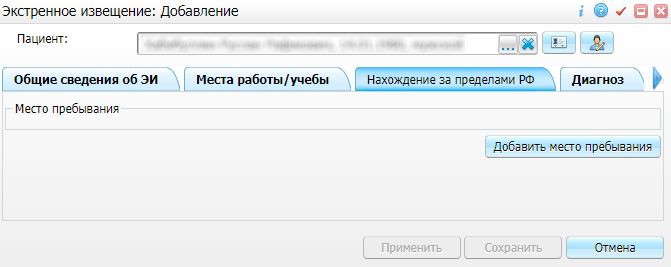 Экстренное извещение: Добавление
Пациент:
...
Общие сведения об ЭИ Места работы/учебы Нахождение за пределами РФ Диагноз
Место пребывания
Добавить место пребывания
Применить Сохранить Отмена